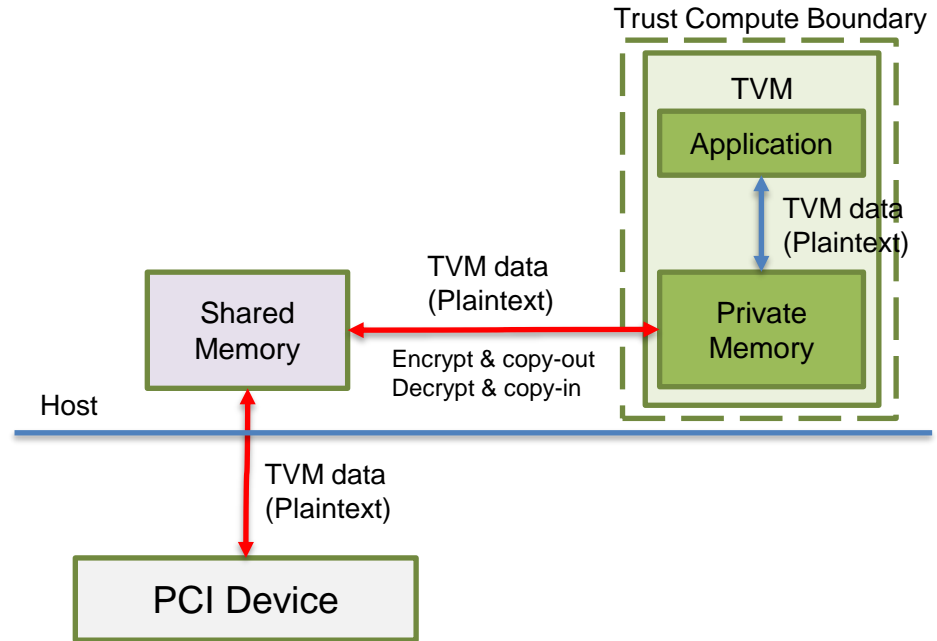 Trust Compute Boundary
TVM
Application
TVM data
(Plaintext)
TVM data
(Plaintext)
Shared
Memory
Private
Memory
Encrypt & copy-out
Decrypt & copy-in
Host
TVM data
(Plaintext)
PCI Device